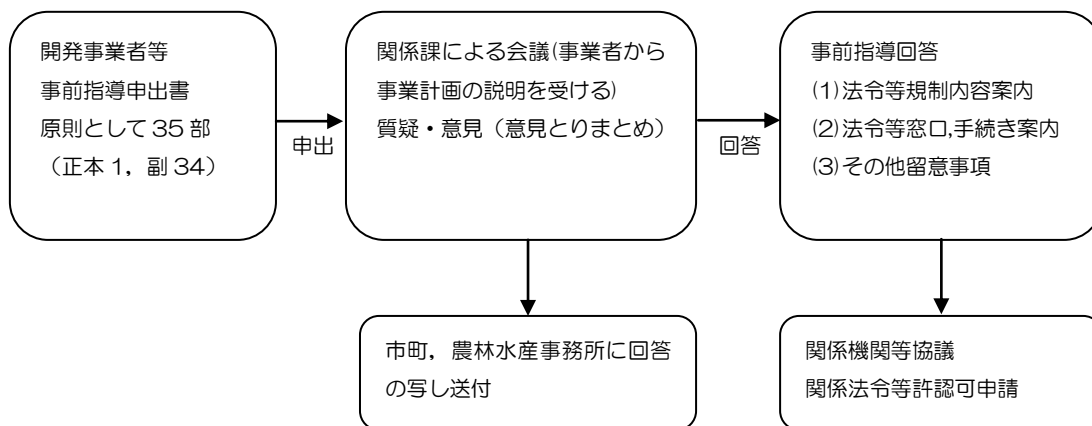 開発事業者等
事前指導申出書
原則として 35 部
（正本 1，副 34）
申出
関係課による会議(事業者から
事業計画の説明を受ける)
質疑・意見（意見とりまとめ）
回答
事前指導回答
(1)法令等規制内容案内
(2)法令等窓口,手続き案内
(3)その他留意事項
市町，農林水産事務所に回答
の写し送付
関係機関等協議
関係法令等許認可申請